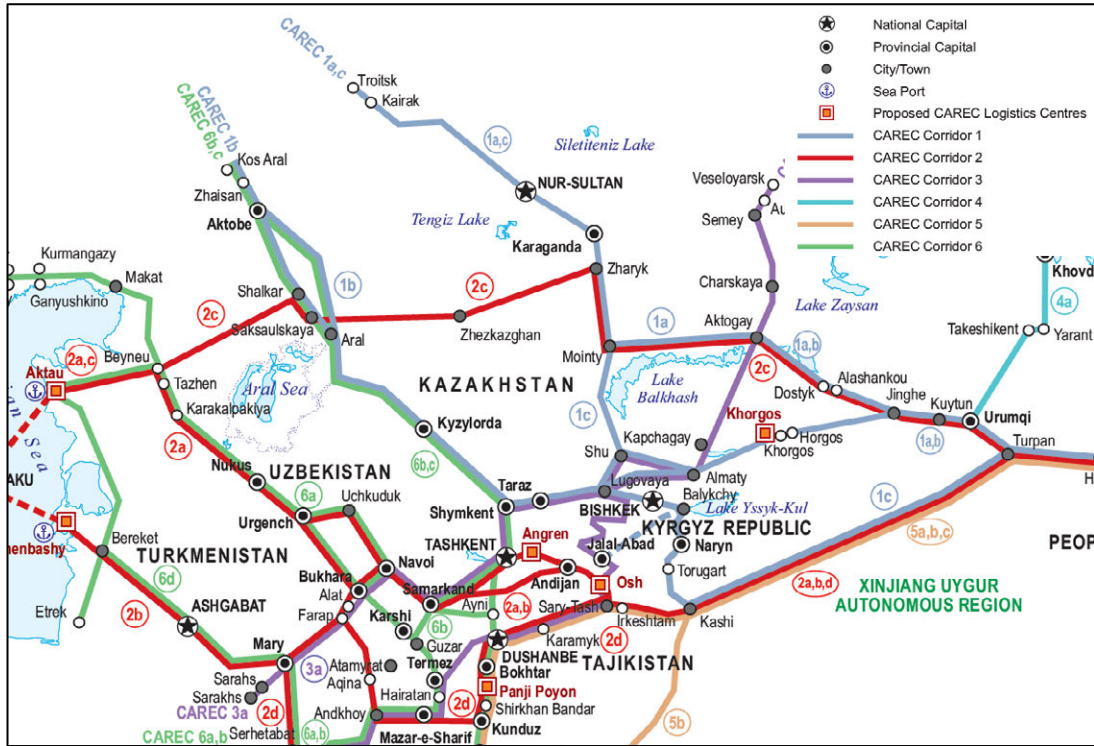 National Capital
Provincial Capital
City/Town
Sea Port
Proposed CAREC Logistics Centres
CAREC Corridor 1
CAREC Corridor 2
CAREC Corridor 3
CAREC Corridor 4
CAREC Corridor 5
CAREC Corridor 6
CAREC 1a,c
Troitsk
Kairak
1a,c
Siletiteniz Lake
CAREC 1b
CAREC 6b,c
Kos Aral
Zhaisan
Aktobe
NUR-SULTAN
Tengiz Lake
Karaganda
Veseloyarsk
Au
Semey
Charskaya
Lake Zaysan
Khovd
4a
Takeshikent
Yarant
Kurmangazy
Makat
Ganyushkino
Shalkar
1b
Zharyk
2c
2c
Saksaulskaya
Aral
Zhezkazghan
Beyneu
2a,c
Aktau
Tazhen
Karakalpakiya
2a
Aral Sea
Mointy
1a
Aktogay
1a,b
2c
Dostyk
Alashankou
Jinghe
Kuytun
Urumqi
1a,b
Turpan
H
KAZAKHSTAN
Lake
Balkhash
1c
Kyzylorda
6b,c
Kapchagay
Khorgos
Horgos
Khorgos
Shu
Almaty
Sea
AKU
Nukus
UZBEKISTAN
Uchkuduk
6a
Urgench
Taraz
Shymkent
Lugovaya
BISHKEK
Balykchy
Lake Yssyk-Kul
KYRGYZ REPUBLIC
1c
5a,b,c
PEOP
menbashy
Bereket
TURKMENISTAN
6d
Etrek
2b
ASHGABAT
TASHKENT
Angren
Jalal-Abad
Naryn
Navoi
Bukhara
Samarkand
Andijan
Osh
Torugart
2a,b,d
XINJIANG UYGUR
AUTONOMOUS REGION
Alat
Farap
Ayni
2a,b
Sary-Tash
Irkeshtam
Kashi
Karshi
6b
Guzar
Karamyk
2d
Mary
DUSHANBE
TAJIKISTAN
Bokhtar
3a
Atamyrat
Termez
Sarahs
Aqina
Panji Poyon
Sarakhs
Hairatan
Shirkhan Bandar
CAREC 3a
2d
Andkhoy
2d
Kunduz
5b
CAREC 6a,b
Serhetabat
6a,b
Mazar-e-Sharif